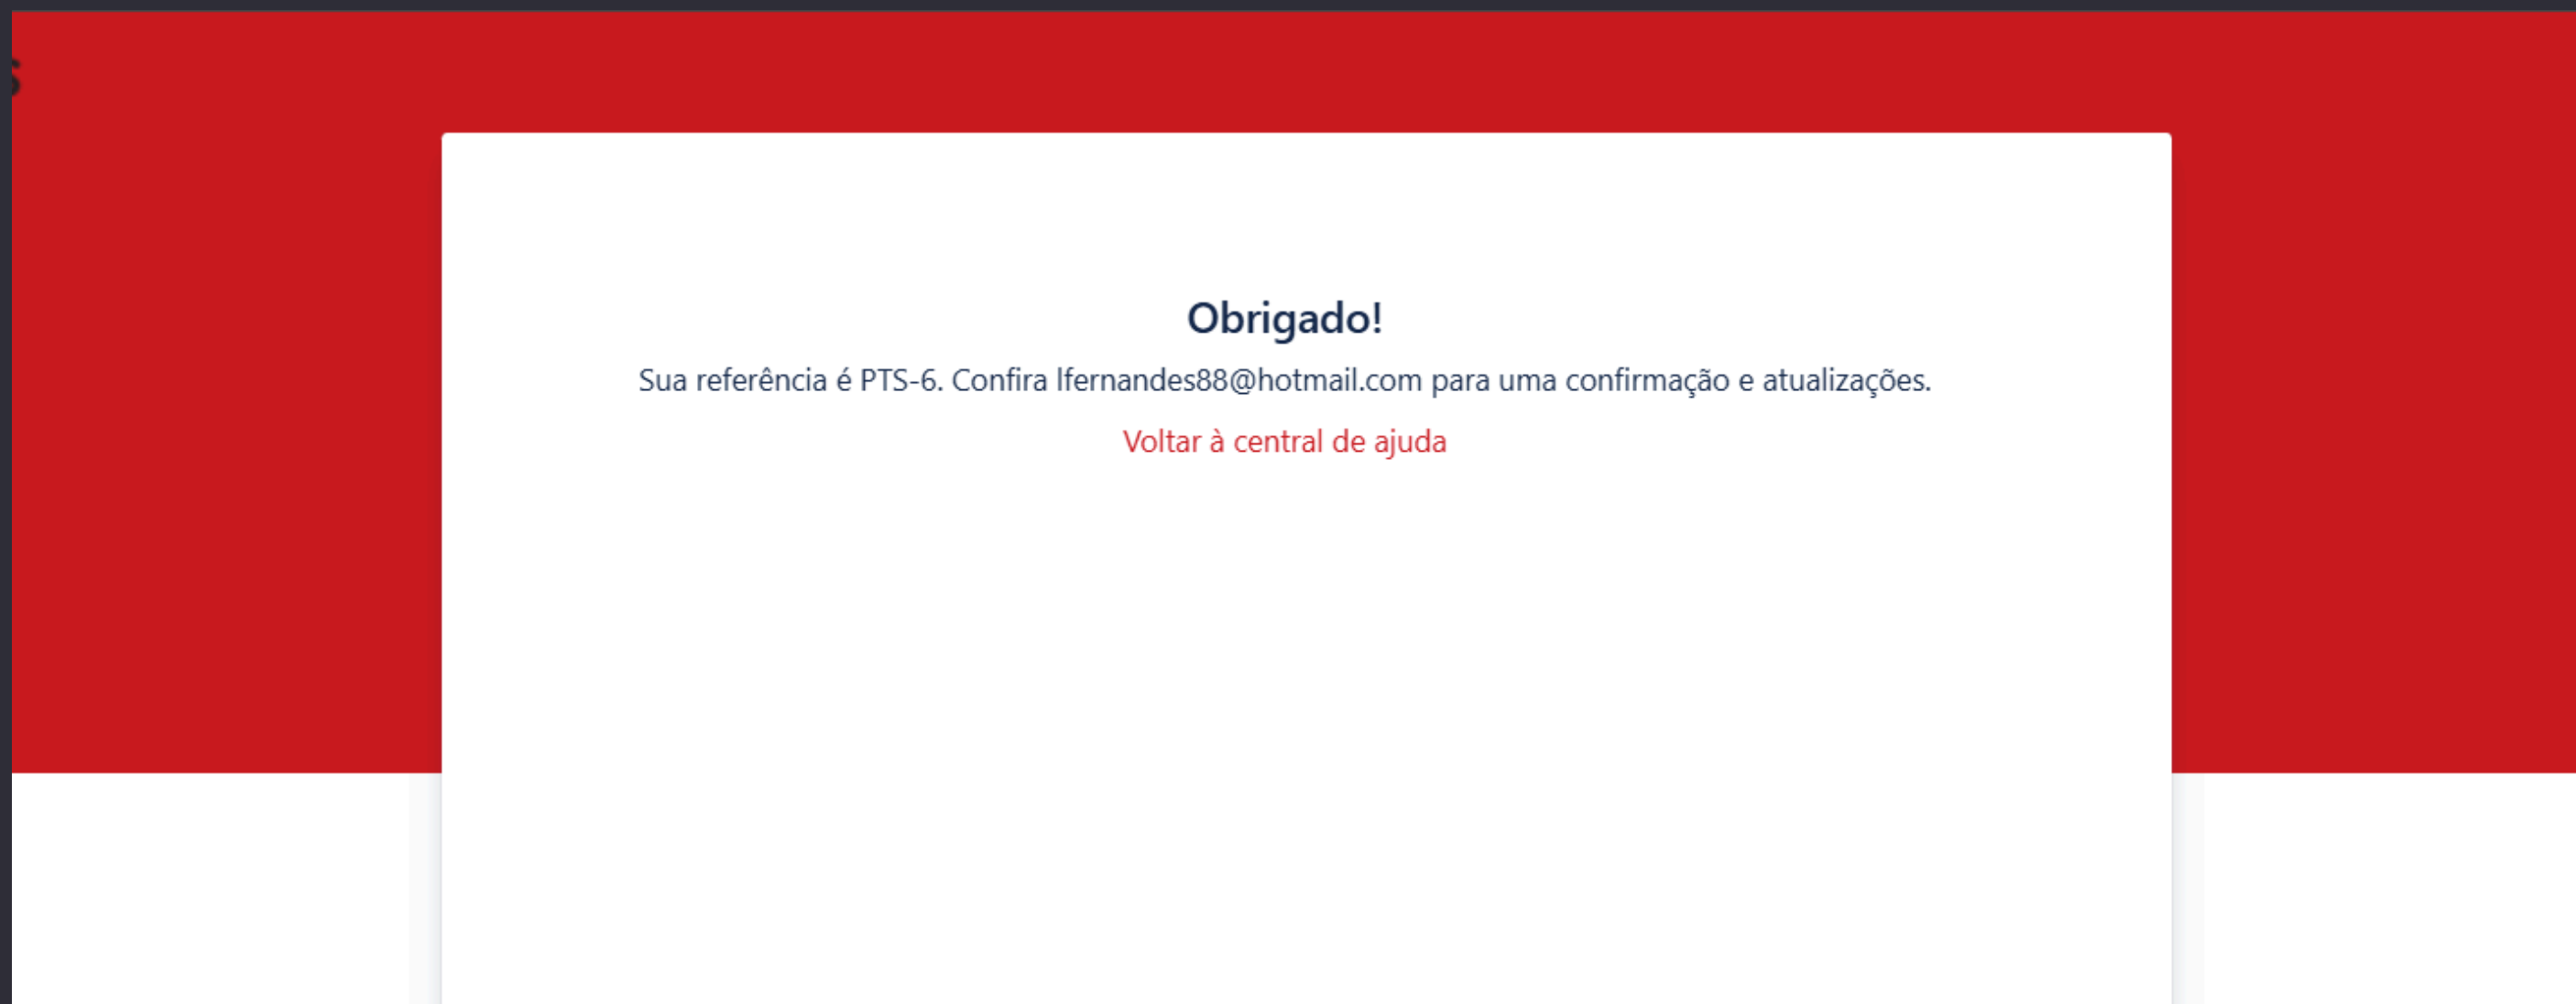 Obrigado!
Sua referência é PTS-6. Confira lfernandes88@hotmail.com para uma confirmação e atualizações.
Voltar à central de ajuda